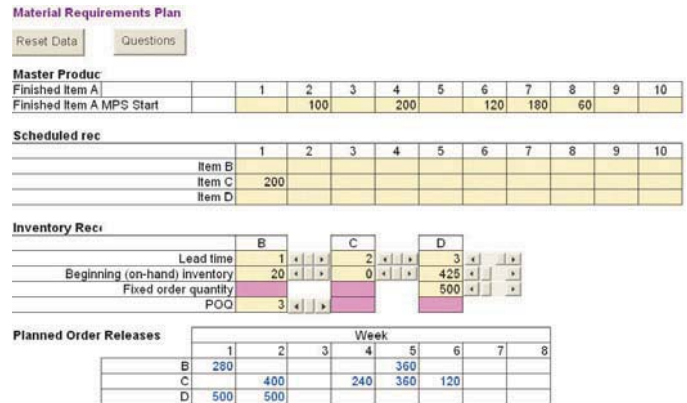 Material Requirements Plan
Reset Data Questions
Master Produc
Finished Item A 1 2 3 4 5 6 7 8 9 10
Finished Item A MPS Start 100 200 120 180 60
Scheduled rec
1 2 3 4 5 6 7 8 9 10
Item B
Item C 200
Item D
Inventory Rec
B C D
Lead time 1 2 3
Beginning (on-hand) inventory 20 0 425
Fixed order quantity 500
POQ 3
Planned Order Releases Week
1 2 3 4 5 6 7 8
B 280 360
C 400 240 360 120
D 500 500